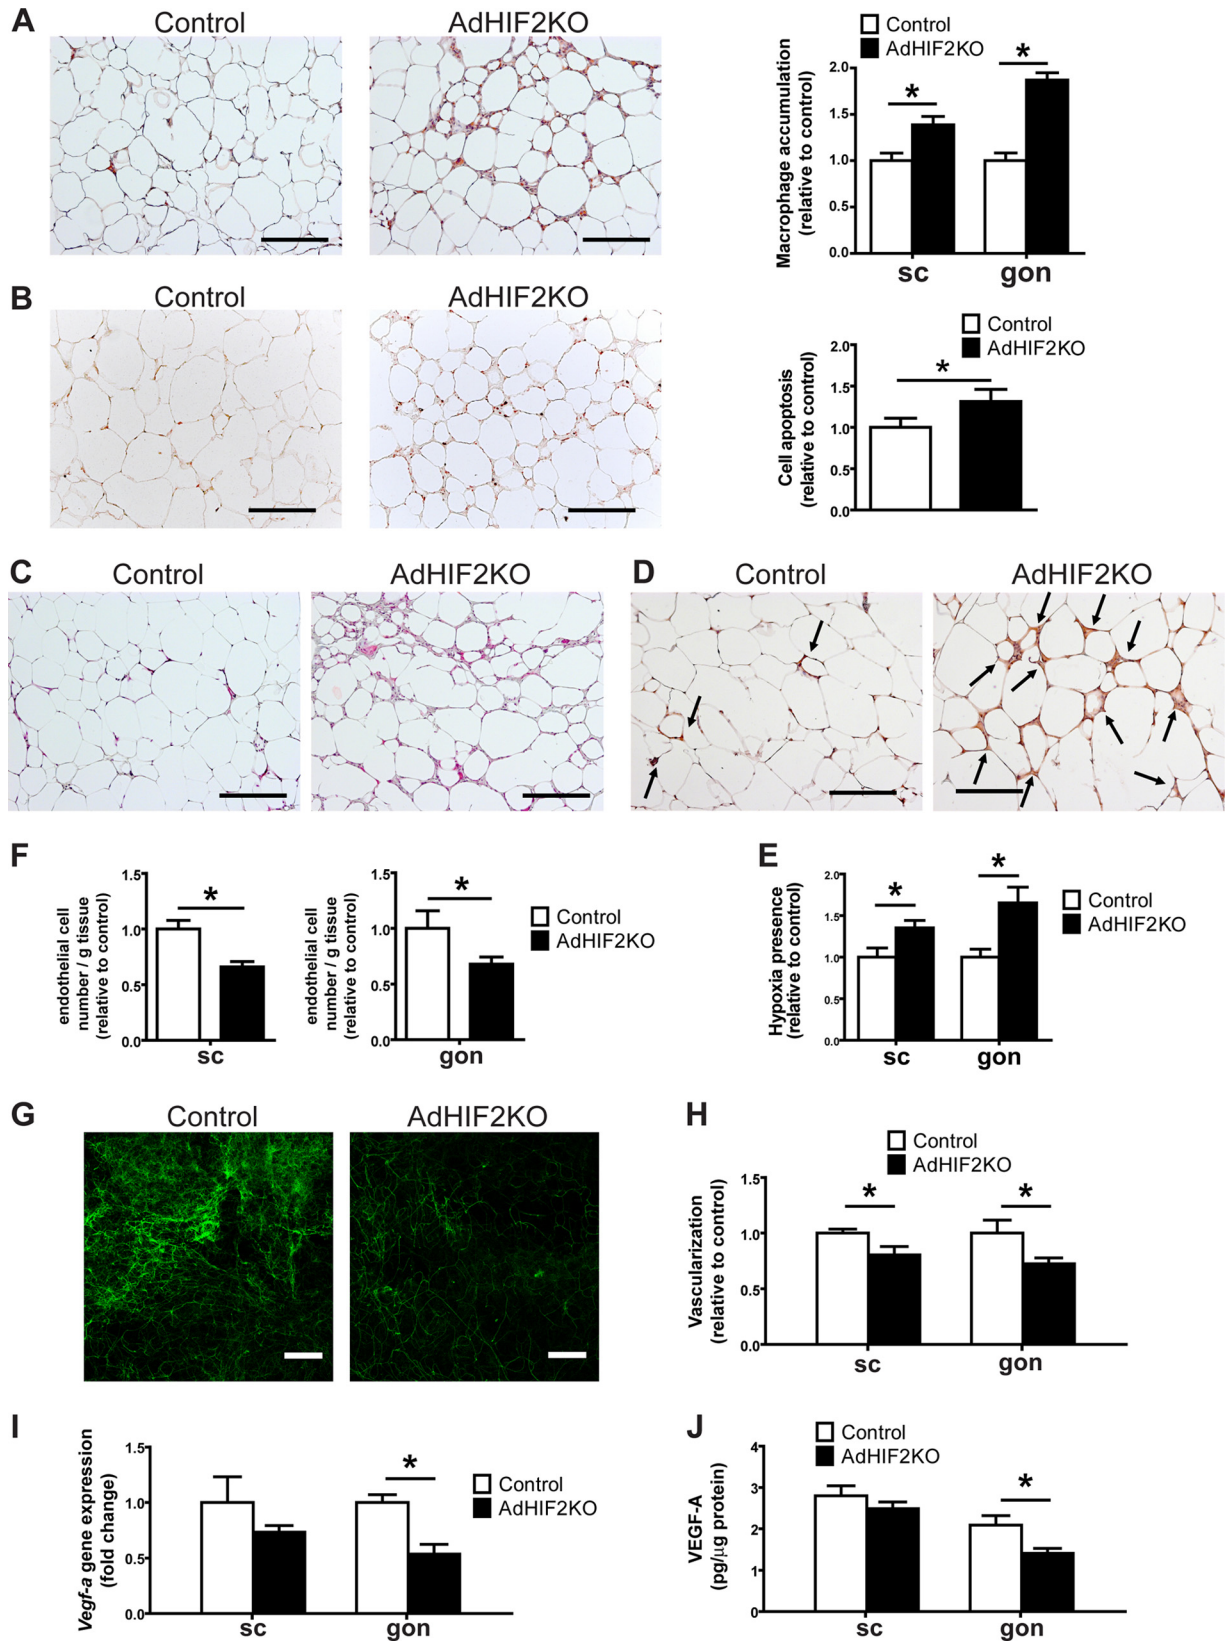 A
Control
AdHIF2KO
Control
AdHIF2KO
Macrophage accumulation
(relative to control)
2.0
1.5
1.0
0.5
0.0
*
*
sc
gon
B
Control
AdHIF2KO
Control
AdHIF2KO
Cell apoptosis
(relative to control)
2.0
1.5
1.0
0.5
0.0
*
C
Control
AdHIF2KO
D
Control
AdHIF2KO
F
endothelial cell
number / g tissue
(relative to control)
1.5
1.0
0.5
0.0
*
sc
endothelial cell
number / g tissue
(relative to control)
1.5
1.0
0.5
0.0
*
gon
Control
AdHIF2KO
E
Hypoxia presence
(relative to control)
2.0
1.5
1.0
0.5
0.0
*
*
sc
gon
Control
AdHIF2KO
G
Control
AdHIF2KO
H
Control
AdHIF2KO
Vascularization
(relative to control)
1.5
1.0
0.5
0.0
*
*
sc
gon
I
Vegf-a gene expression
(fold change)
1.5
1.0
0.5
0.0
*
sc
gon
Control
AdHIF2KO
J
Control
AdHIF2KO
VEGF-A
(pg/µg protein)
4
3
2
1
0
*
sc
gon